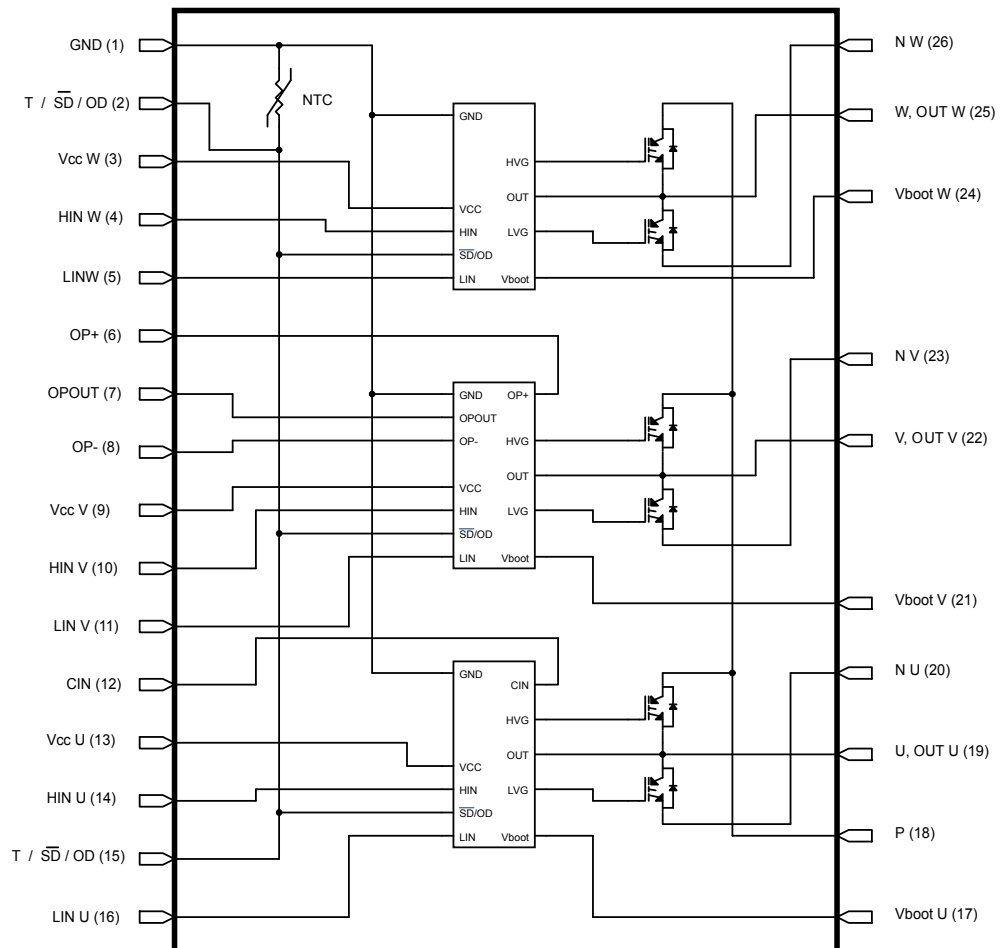 GND (1)
T / SD / OD (2)
Vcc W (3)
HIN W (4)
LINW (5)
OP+ (6)
OPOUT (7)
OP- (8)
Vcc V (9)
HIN V (10)
LIN V (11)
CIN (12)
Vcc U (13)
HIN U (14)
T / SD / OD (15)
LIN U (16)
NTC
GND
HVG
OUT
VCC
LVG
HIN
SD/OD
LIN
Vboot
GND
OP+
OPOUT
OP-
HVG
OUT
VCC
HIN
LVG
SD/OD
LIN
Vboot
GND
CIN
HVG
OUT
VCC
HIN
LVG
SD/OD
LIN
Vboot
N W (26)
W, OUT W (25)
Vboot W (24)
N V (23)
V, OUT V (22)
Vboot V (21)
N U (20)
U, OUT U (19)
P (18)
Vboot U (17)